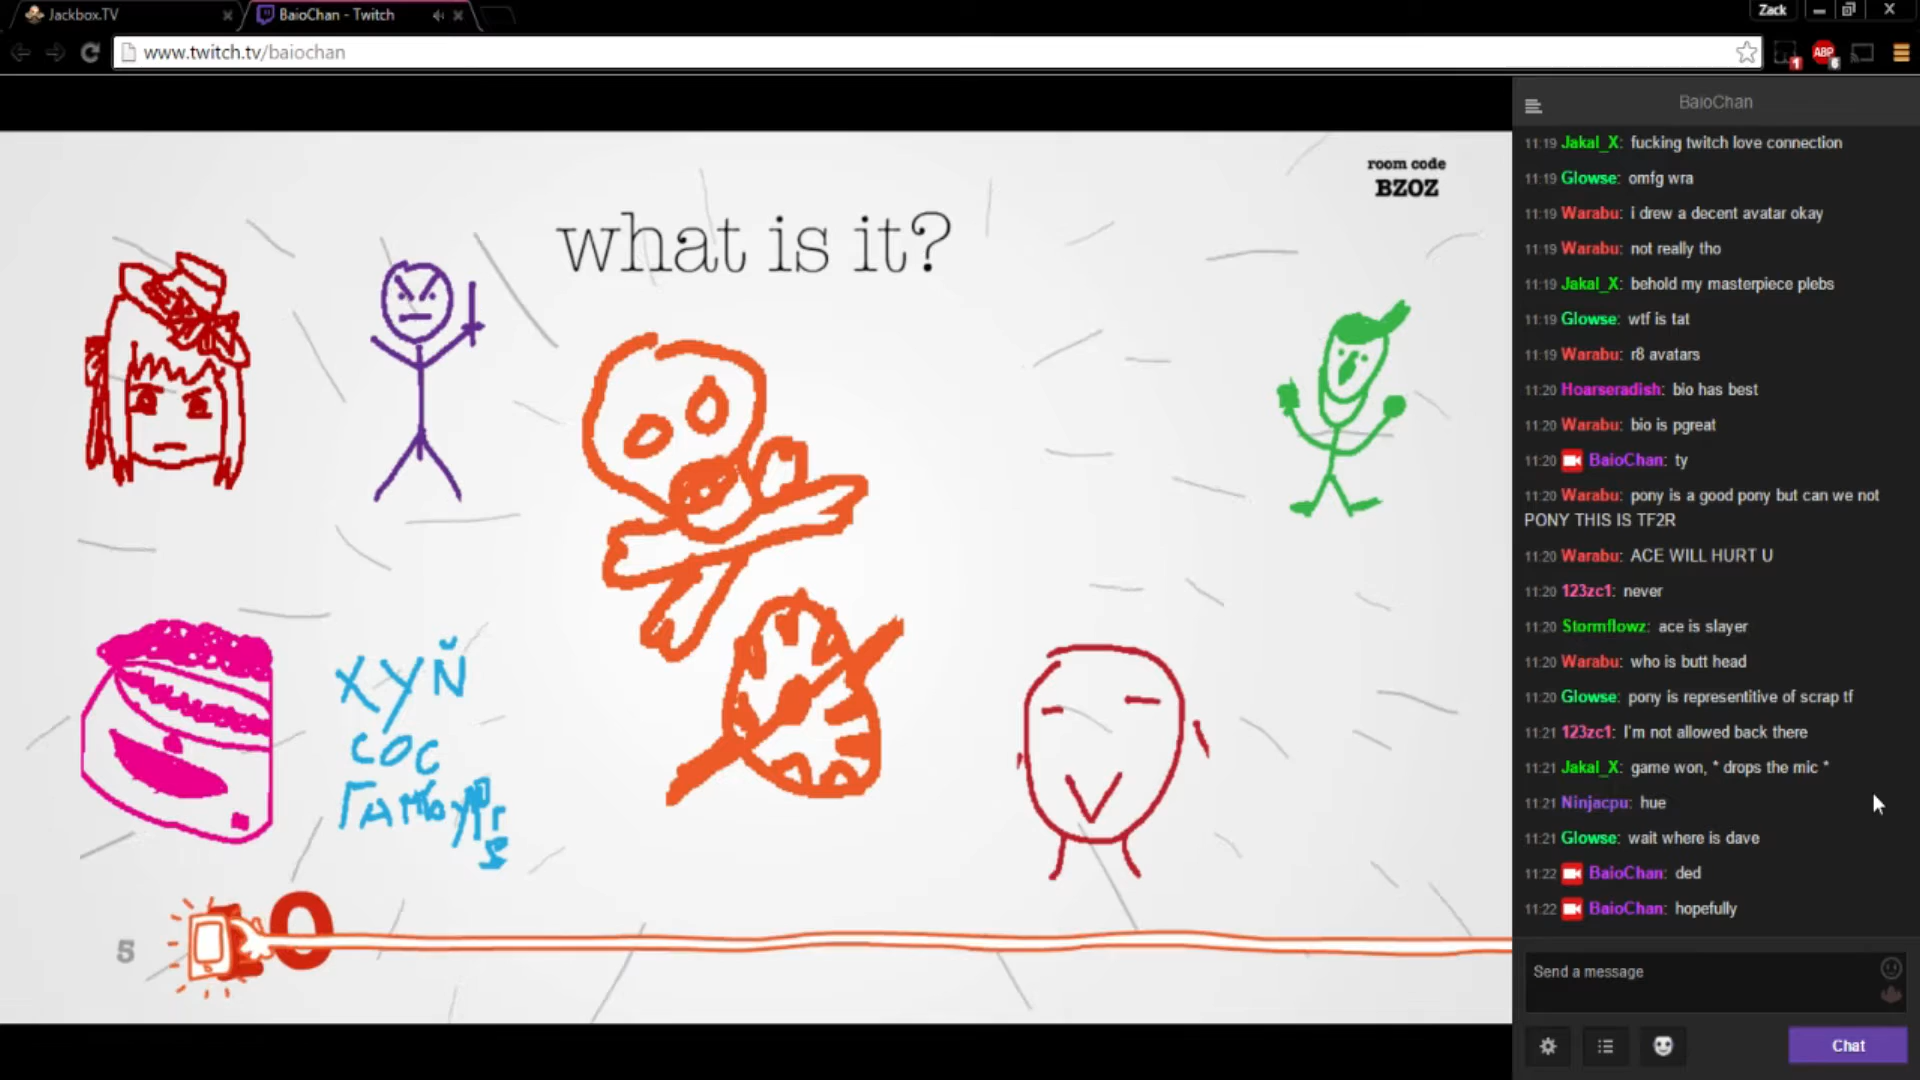 Jackbox.TV
BaioChan - Twitch
Zack
www.twitch.tv/baiochan
ABP
1
6
BaioChan
room code
BZOZ
what is it?
ХУЙ
СОС
5
0
11:19 Jakal_X: fucking twitch love connection
11:19 Glowse: omfg wra
11:19 Warabu: i drew a decent avatar okay
11:19 Warabu: not really tho
11:19 Jakal_X: behold my masterpiece plebs
11:19 Glowse: wtf is tat
11:19 Warabu: r8 avatars
11:20 Hoarseradish: bio has best
11:20 Warabu: bio is pgreat
11:20 BaioChan: ty
11:20 Warabu: pony is a good pony but can we not
PONY THIS IS TF2R
11:20 Warabu: ACE WILL HURT U
11:20 123zc1: never
11:20 Stormflowz: ace is slayer
11:20 Warabu: who is butt head
11:20 Glowse: pony is representitive of scrap tf
11:21 123zc1: I'm not allowed back there
11:21 Jakal_X: game won, * drops the mic *
11:21 Ninjacpu: hue
11:21 Glowse: wait where is dave
11:22 BaioChan: ded
11:22 BaioChan: hopefully
Send a message
Chat